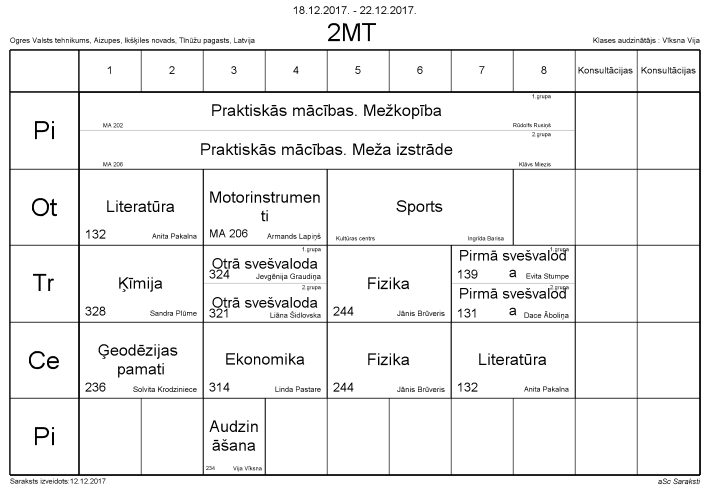 18.12.2017. - 22.12.2017.
Ogres Valsts tehnikums, Aizupes, Ikšķiles novads, Tīnūžu pagasts, Latvija
2MT
Klases audzinātājs : Vīksna Vija
1 2 3 4 5 6 7 8 Konsultācijas Konsultācijas
Pi
1.grupa
Praktiskās mācības. Mežkopība
MA 202 Rūdolfs Rusiņš
2.grupa
Praktiskās mācības. Meža izstrāde
MA 206 Klāvs Miezis
Ot
Literatūra
132 Anita Pakalna
Motorinstrumen
ti
MA 206 Armands Lapiņš
Sports
Kultūras centrs Ingrīda Barisa
Tr
Ķīmija
328 Sandra Plūme
1.grupa
Otrā svešvaloda
324 Jevgēnija Graudiņa
2.grupa
Otrā svešvaloda
321 Liāna Šidlovska
Fizika
244 Jānis Brūveris
1.grupa
Pirmā svešvalod
a
139 Evita Stumpe
2.grupa
Pirmā svešvalod
a
131 Dace Āboliņa
Ce
Ģeodēzijas
pamati
236 Solvita Krodziniece
Ekonomika
314 Linda Pastare
Fizika
244 Jānis Brūveris
Literatūra
132 Anita Pakalna
Pi
Audzin
āšana
234 Vija Vīksna
Saraksts izveidots:12.12.2017
aSc Saraksti